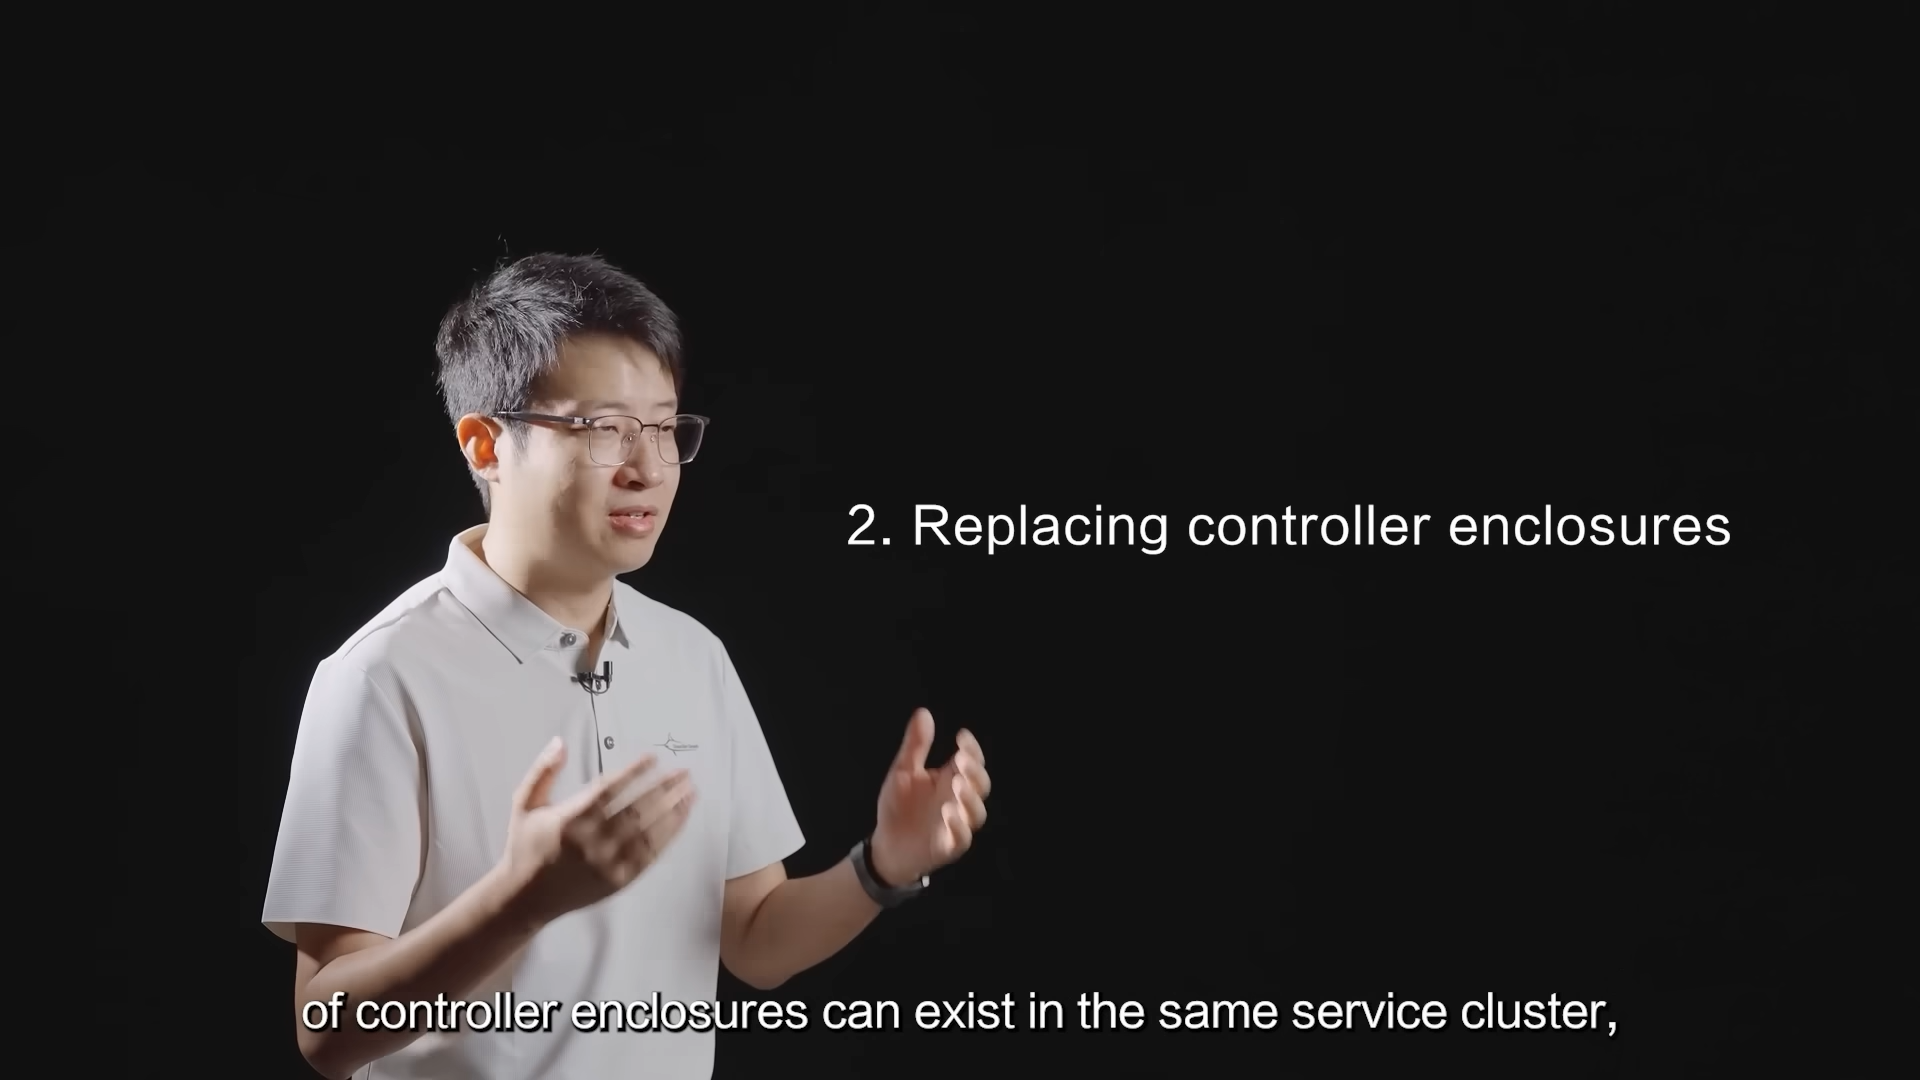 2. Replacing controller enclosures
of controller enclosures can exist in the same service cluster,